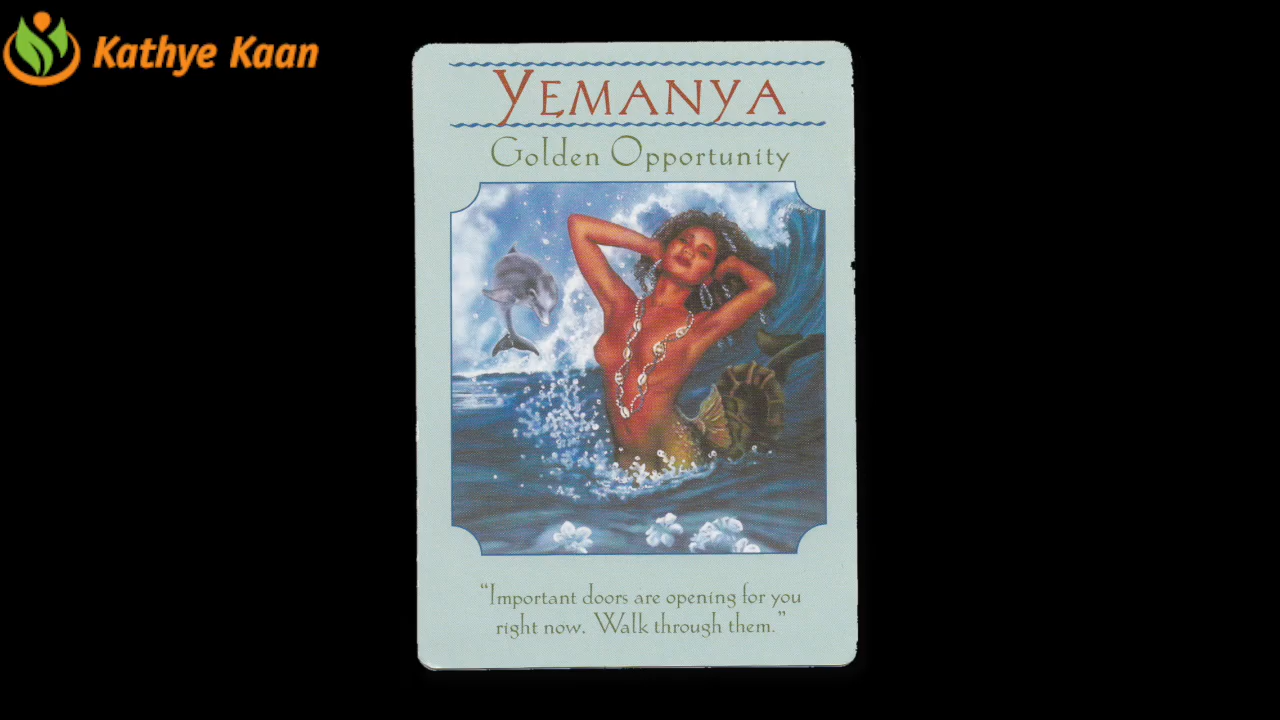 Kathye Kaan
YEMANYA
Golden Opportunity
“Important doors are opening for you
right now. Walk through them.”